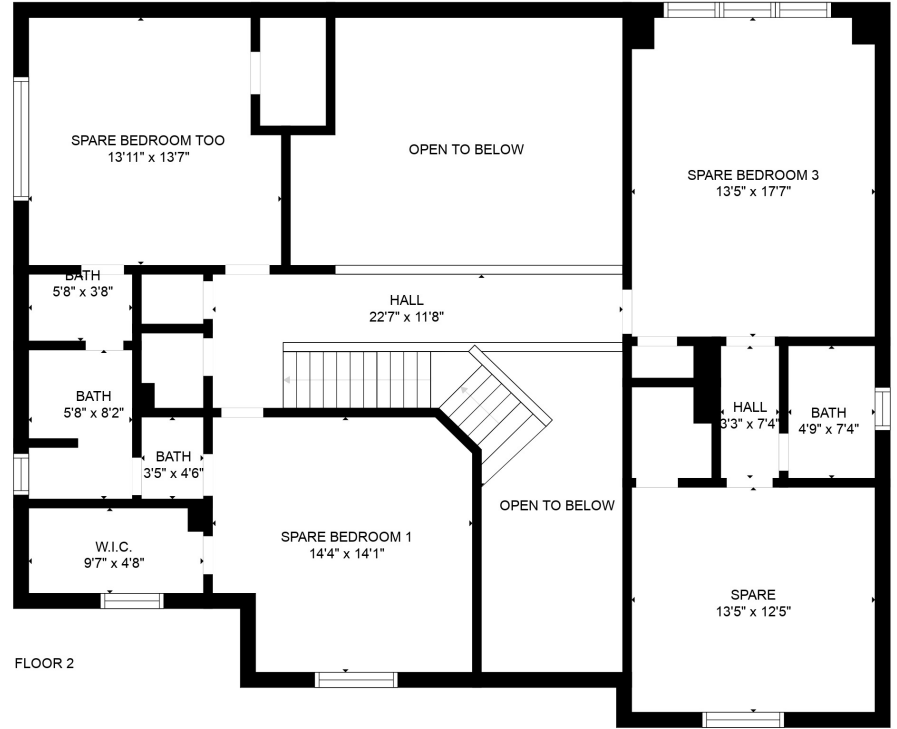 SPARE BEDROOM TOO
13'11" x 13'7"
OPEN TO BELOW
SPARE BEDROOM 3
13'5" x 17'7"
BATH
5'8" x 3'8"
HALL
22'7" x 11'8"
BATH
5'8" x 8'2"
HALL
3'3" x 7'4"
BATH
4'9" x 7'4"
BATH
3'5" x 4'6"
OPEN TO BELOW
SPARE BEDROOM 1
14'4" x 14'1"
W.I.C.
9'7" x 4'8"
SPARE
13'5" x 12'5"
FLOOR 2